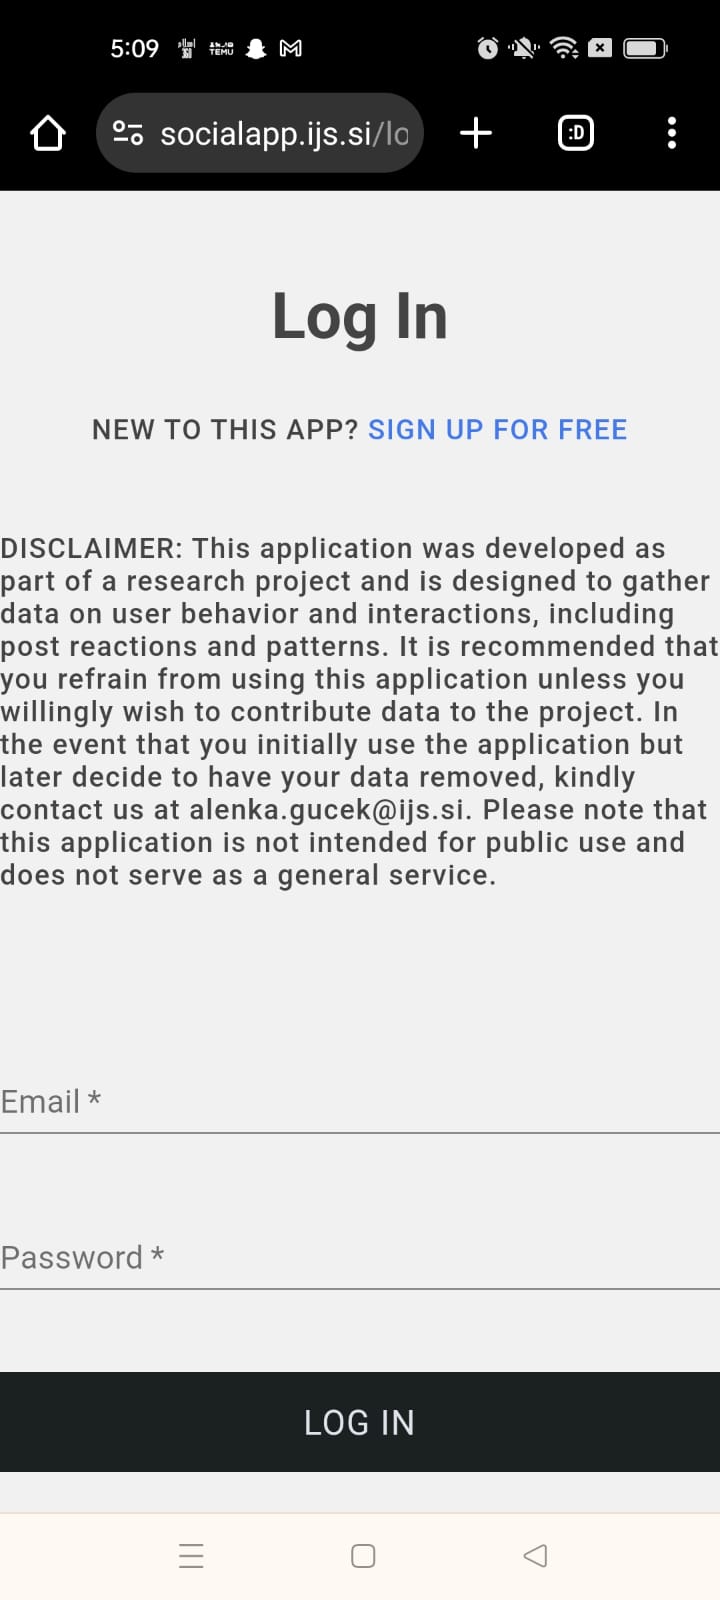 5:09
TEMU
socialapp.ijs.si/lo
:D
Log In
NEW TO THIS APP? SIGN UP FOR FREE
DISCLAIMER: This application was developed as
part of a research project and is designed to gather
data on user behavior and interactions, including
post reactions and patterns. It is recommended that
you refrain from using this application unless you
willingly wish to contribute data to the project. In
the event that you initially use the application but
later decide to have your data removed, kindly
contact us at alenka.gucek@ijs.si. Please note that
this application is not intended for public use and
does not serve as a general service.
Email *
Password *
LOG IN